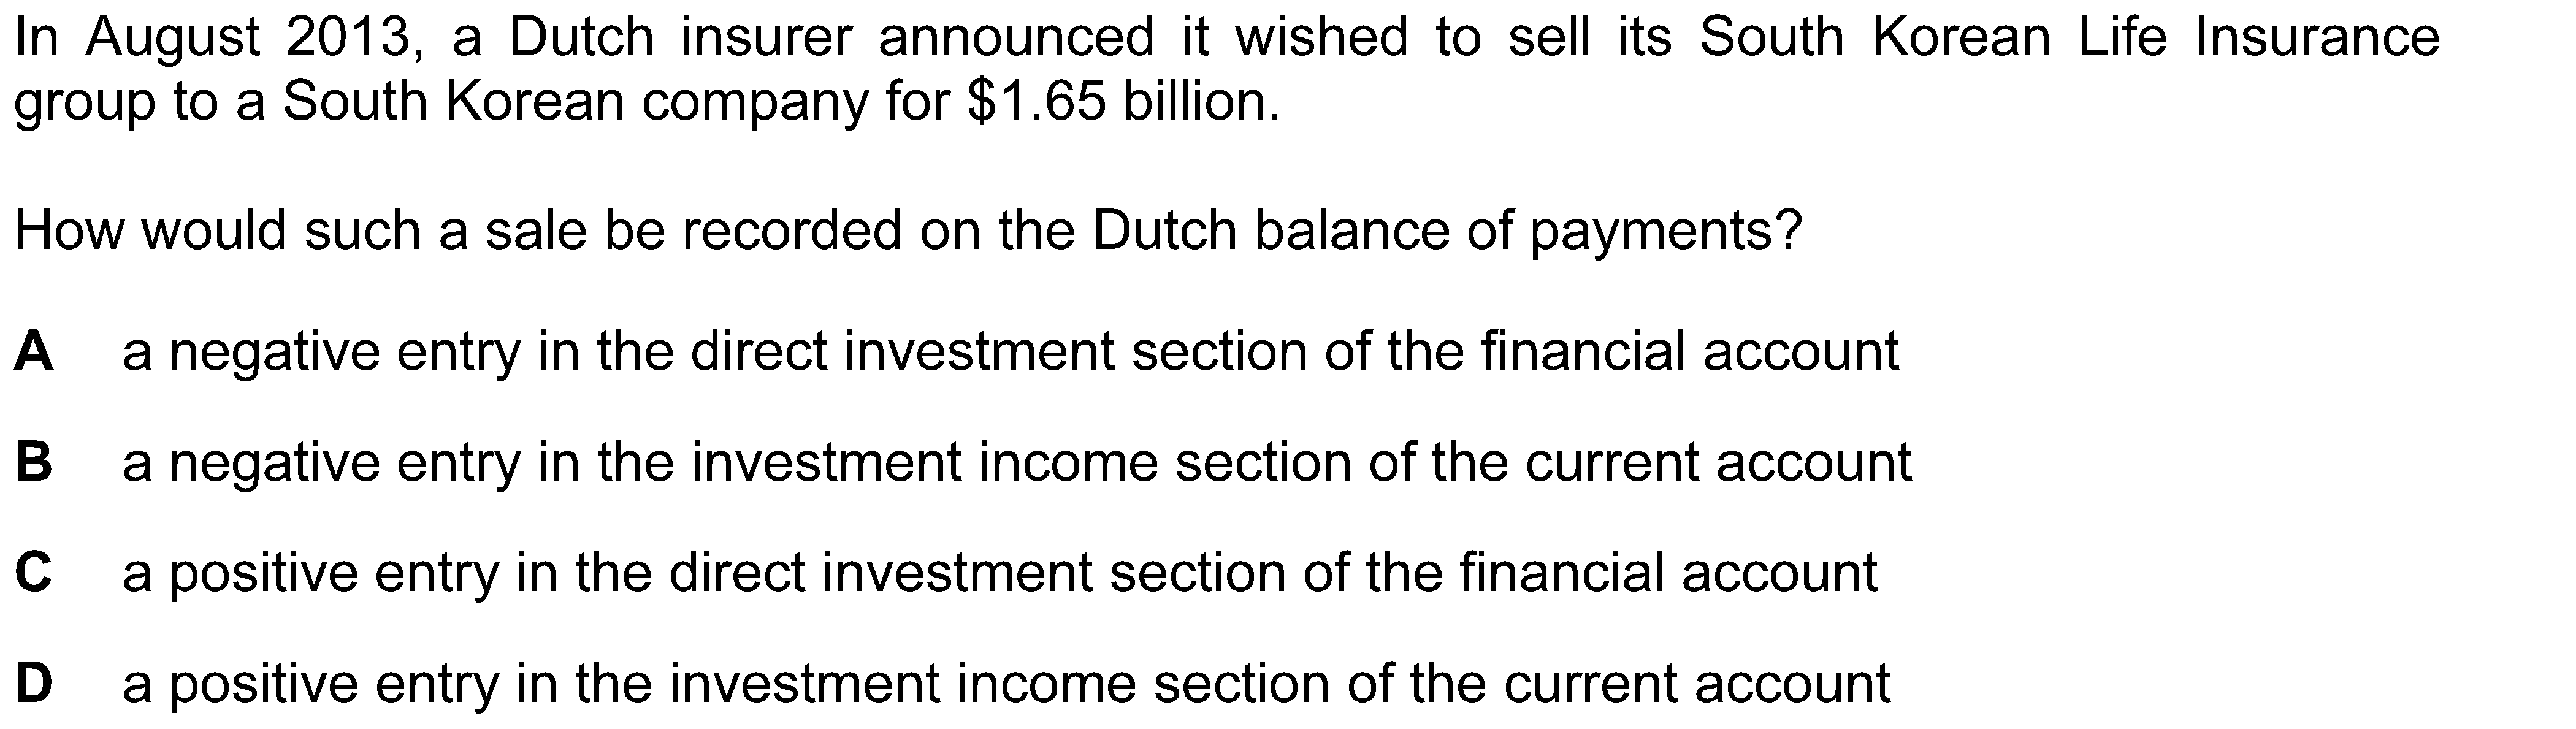 In August 2013, a Dutch insurer announced it wished to sell its South Korean Life Insurance
group to a South Korean company for $1.65 billion.
How would such a sale be recorded on the Dutch balance of payments?
A a negative entry in the direct investment section of the financial account
B a negative entry in the investment income section of the current account
C a positive entry in the direct investment section of the financial account
D a positive entry in the investment income section of the current account